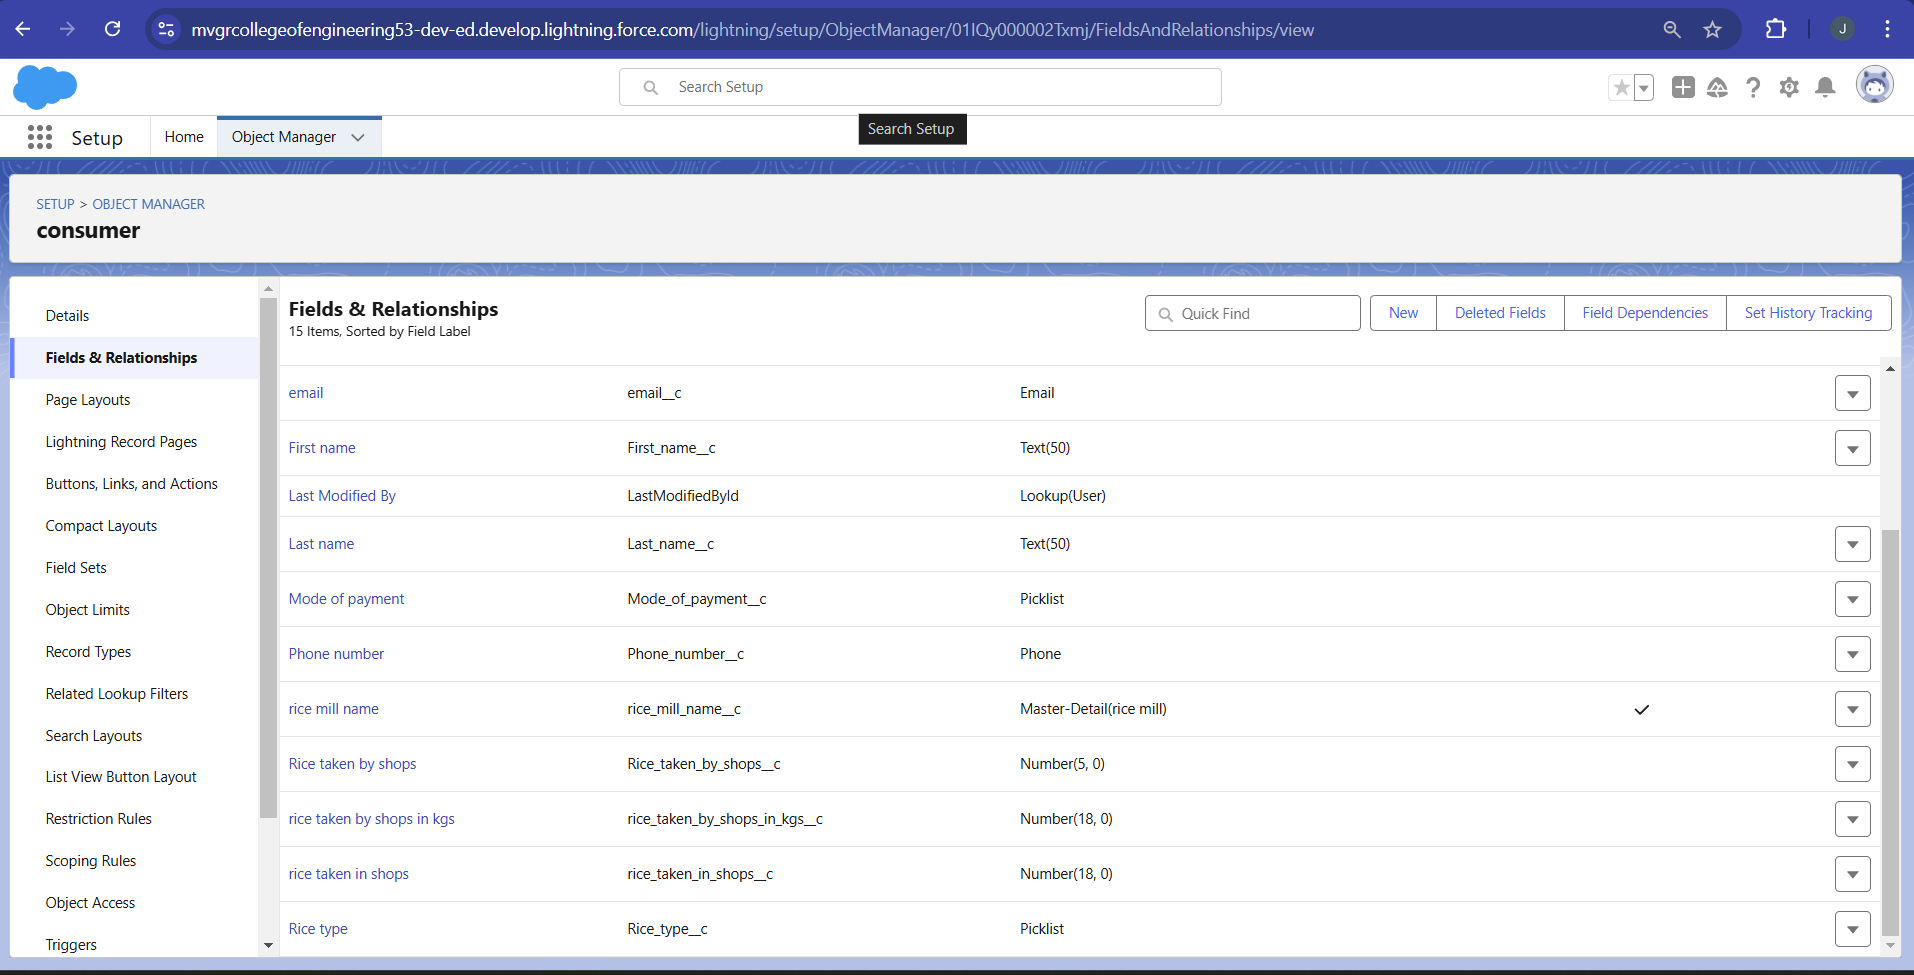 mvgrcollegeofengineering53-dev-ed.develop.lightning.force.com/lightning/setup/ObjectManager/01IQy000002Txmj/FieldsAndRelationships/view
J
Search Setup
Setup
Home
Object Manager
Search Setup
SETUP > OBJECT MANAGER
consumer
Details
Fields & Relationships
Page Layouts
Lightning Record Pages
Buttons, Links, and Actions
Compact Layouts
Field Sets
Object Limits
Record Types
Related Lookup Filters
Search Layouts
List View Button Layout
Restriction Rules
Scoping Rules
Object Access
Triggers
Fields & Relationships
15 Items, Sorted by Field Label
Quick Find
New
Deleted Fields
Field Dependencies
Set History Tracking
email email__c Email
First name First_name__c Text(50)
Last Modified By LastModifiedById Lookup(User)
Last name Last_name__c Text(50)
Mode of payment Mode_of_payment__c Picklist
Phone number Phone_number__c Phone
rice mill name rice_mill_name__c Master-Detail(rice mill)
Rice taken by shops Rice_taken_by_shops__c Number(5, 0)
rice taken by shops in kgs rice_taken_by_shops_in_kgs__c Number(18, 0)
rice taken in shops rice_taken_in_shops__c Number(18, 0)
Rice type Rice_type__c Picklist